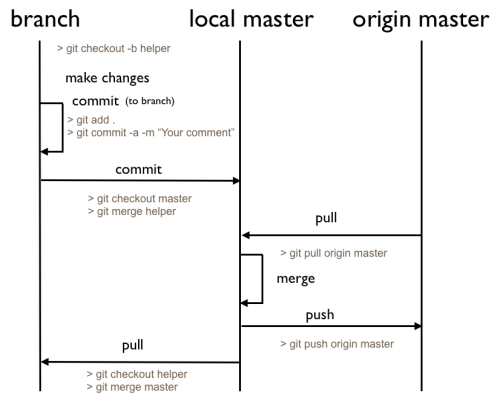 branch
local master
origin master
> git checkout -b helper
make changes
commit (to branch)
> git add .
> git commit -a -m “Your comment”
commit
> git checkout master
> git merge helper
pull
> git pull origin master
merge
push
> git push origin master
pull
> git checkout helper
> git merge master